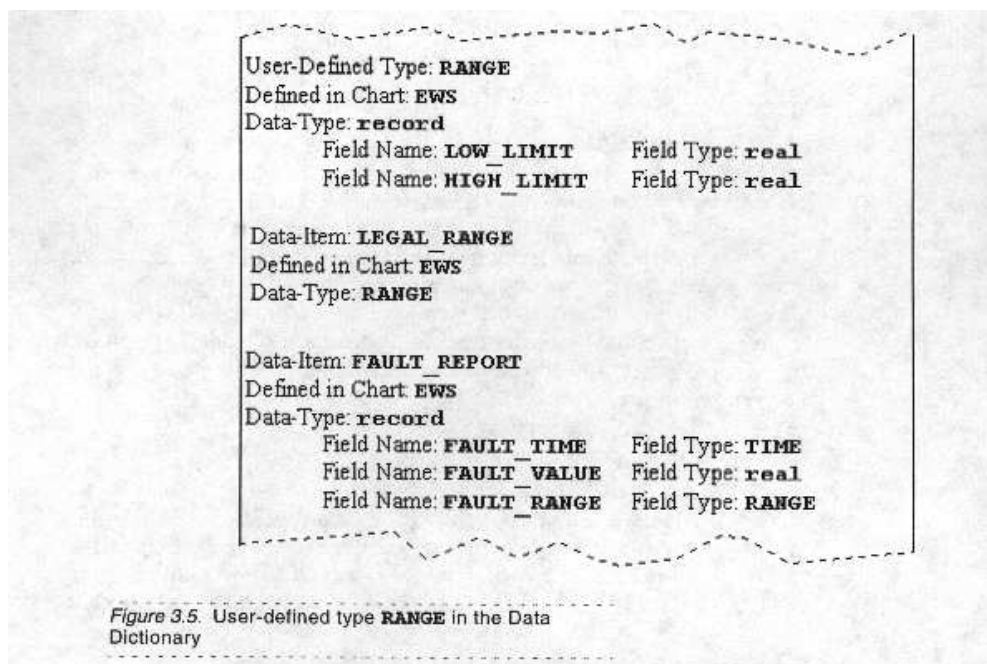 User-Defined Type: RANGE
Defined in Chart: EWS
Data-Type: record
Field Name: LOW_LIMIT Field Type: real
Field Name: HIGH_LIMIT Field Type: real
Data-Item: LEGAL_RANGE
Defined in Chart: EWS
Data-Type: RANGE
Data-Item: FAULT_REPORT
Defined in Chart: EWS
Data-Type: record
Field Name: FAULT_TIME Field Type: TIME
Field Name: FAULT_VALUE Field Type: real
Field Name: FAULT_RANGE Field Type: RANGE
Figure 3.5. User-defined type RANGE in the Data
Dictionary